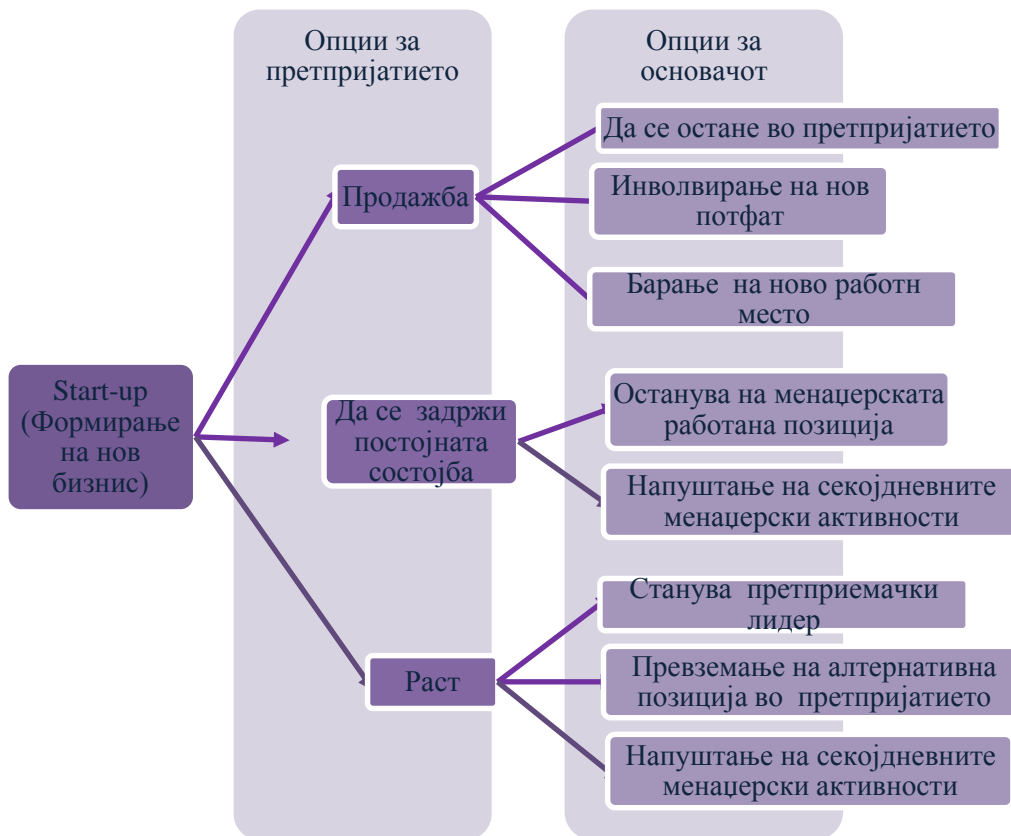 Опции за
претпријатието
Опции за
основачот
Да се остане во претпријатието
Продажба
Инволвирање на нов
потфат
Барање на ново работн
место
Start-up
(Формирање
на нов
бизнис)
Да се задржи
постојната
состојба
Останува на менаџерската
работана позиција
Напуштање на секојдневните
менаџерски активности
Раст
Станува претприемачки
лидер
Превземање на алтернативна
позиција во претпријатието
Напуштање на секојдневните
менаџерски активности